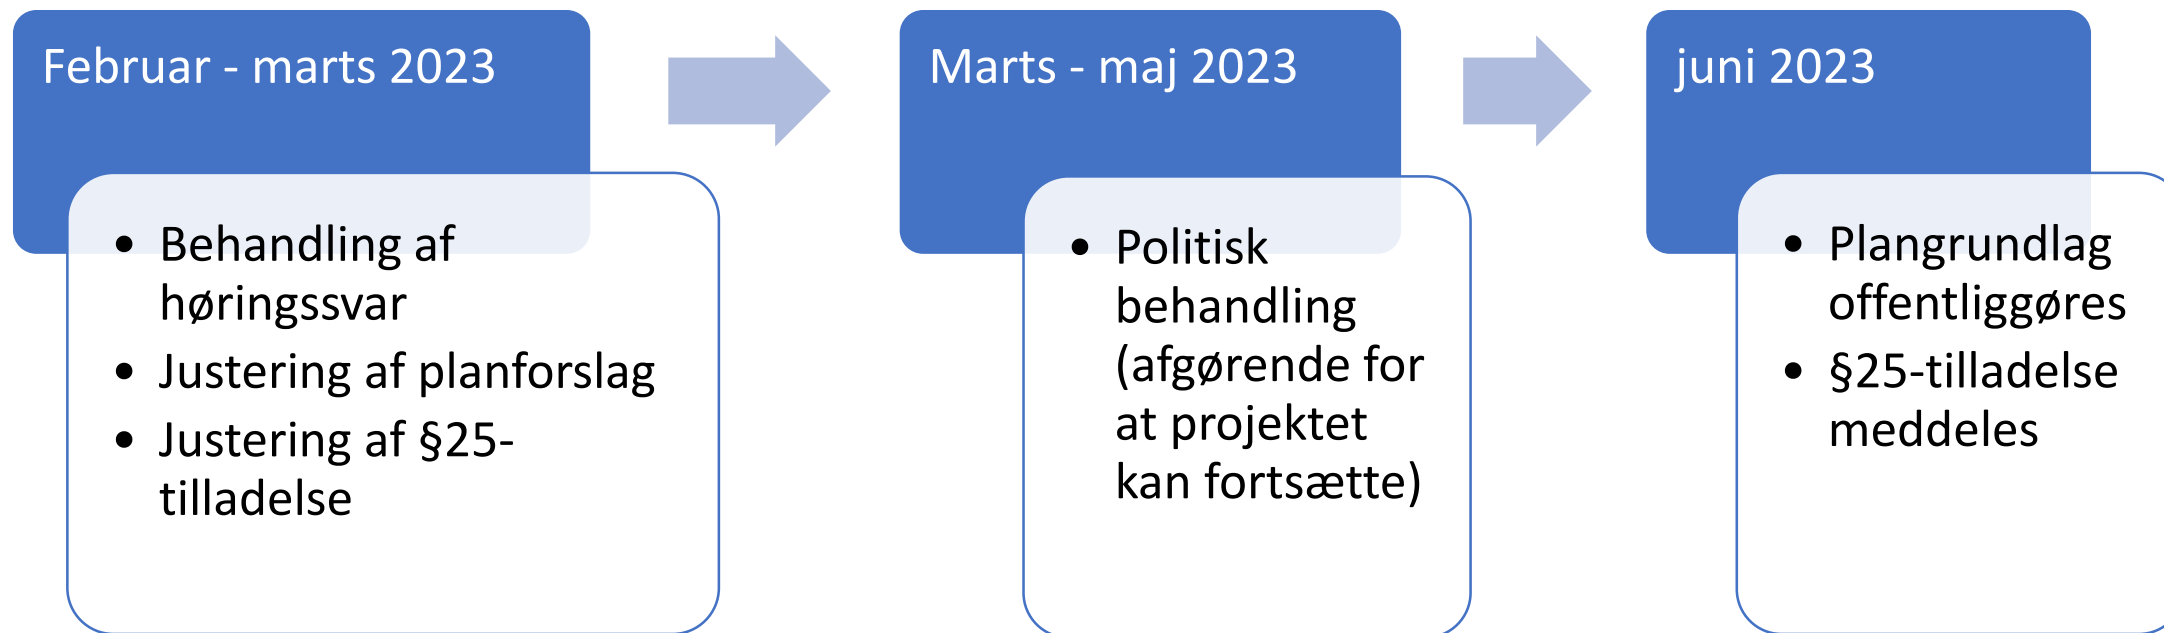 Februar - marts 2023
• Behandling af
høringssvar
• Justering af planforslag
• Justering af §25-
tilladelse
Marts - maj 2023
• Politisk
behandling
(afgørende for
at projektet
kan fortsætte)
juni 2023
• Plangrundlag
offentliggøres
• §25-tilladelse
meddeles